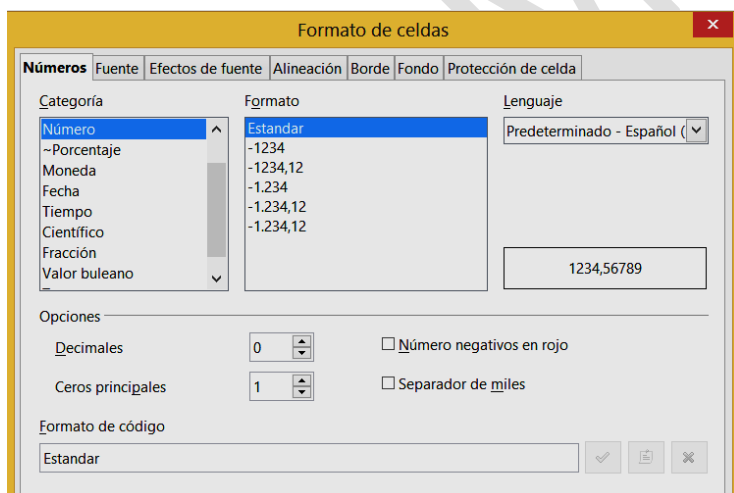 Formato de celdas
Números Fuente Efectos de fuente Alineación Borde Fondo Protección de celda
Categoría Formato Lenguaje
Número Estandar Predeterminado - Español (
~Porcentaje -1234
Moneda -1234,12
Fecha -1.234
Tiempo -1.234,12
Científico -1.234,12
Fracción
Valor buleano 1234,56789
Opciones
Decimales 0 Número negativos en rojo
Ceros principales 1 Separador de miles
Formato de código
Estandar